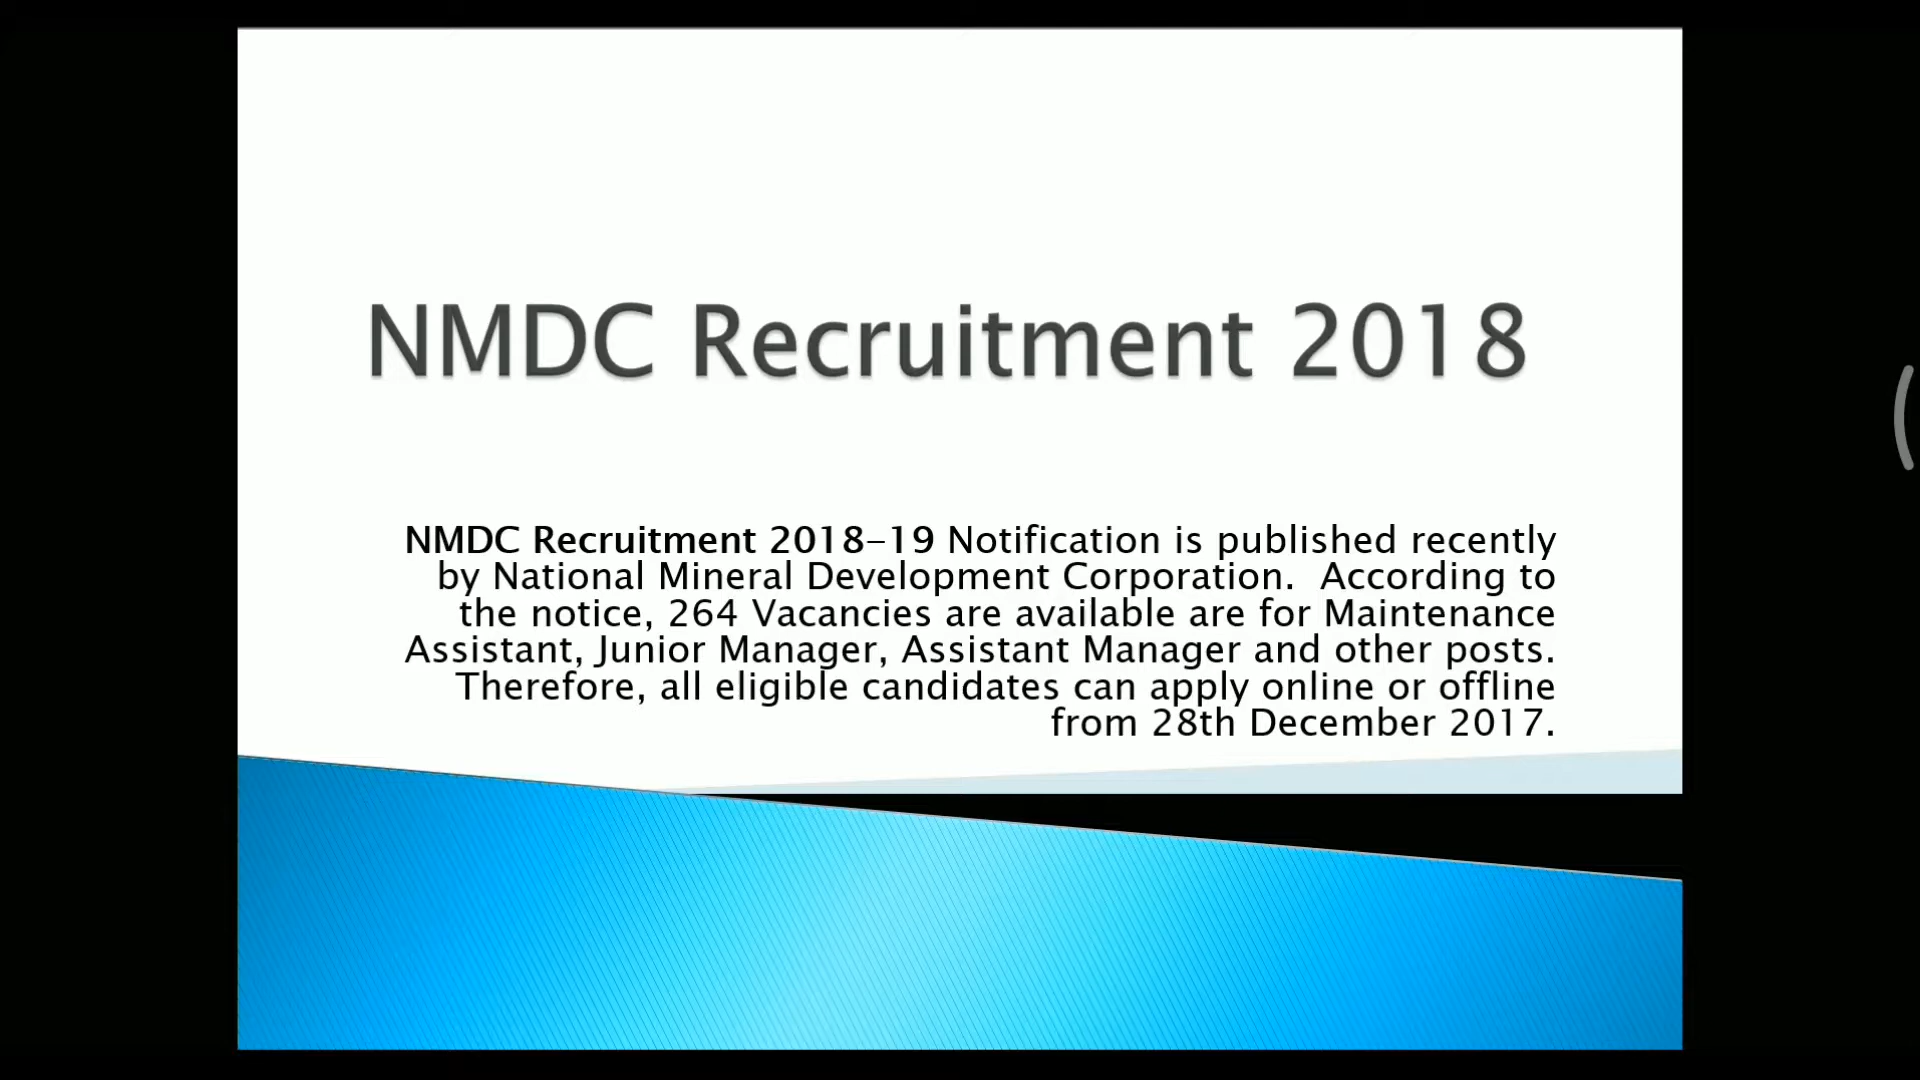 NMDC Recruitment 2018
NMDC Recruitment 2018-19 Notification is published recently
by National Mineral Development Corporation.  According to
the notice, 264 Vacancies are available are for Maintenance
Assistant, Junior Manager, Assistant Manager and other posts.
Therefore, all eligible candidates can apply online or offline
from 28th December 2017.